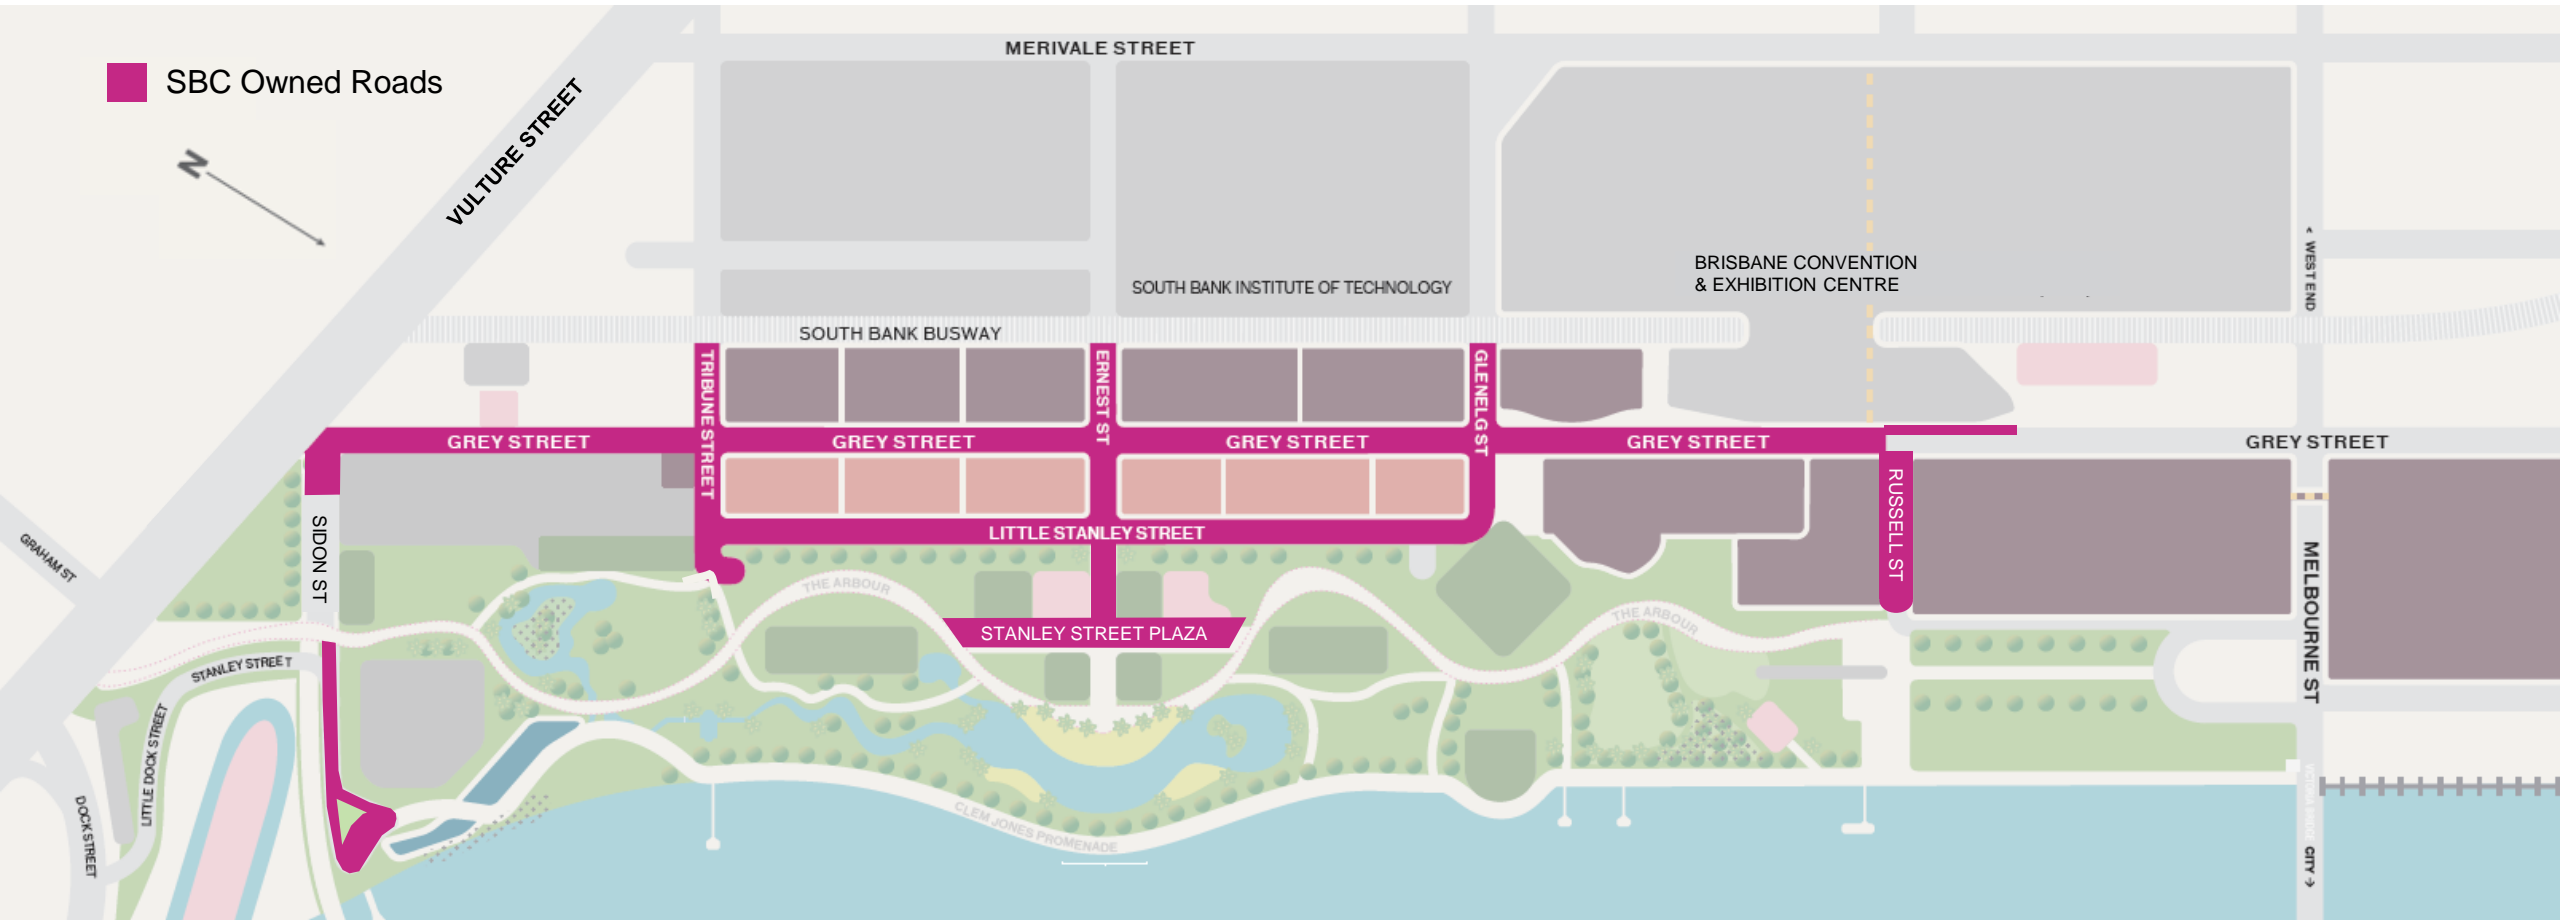 MERIVALE STREET
SBC Owned Roads
VULTURE STREET
N
BRISBANE CONVENTION
& EXHIBITION CENTRE
SOUTH BANK INSTITUTE OF TECHNOLOGY
< WEST END
SOUTH BANK BUSWAY
TRIBUNE STREET
ERNEST ST
GLENELG ST
GREY STREET
GREY STREET
GREY STREET
GREY STREET
GREY STREET
RUSSELL ST
LITTLE STANLEY STREET
SIDON ST
GRAHAM ST
MELBOURNE ST
THE ARBOUR
THE ARBOUR
STANLEY STREET PLAZA
STANLEY STREET
LITTLE DOCK STREET
DOCK STREET
CLEM JONES PROMENADE
VICTORIA BRIDGE
CITY →